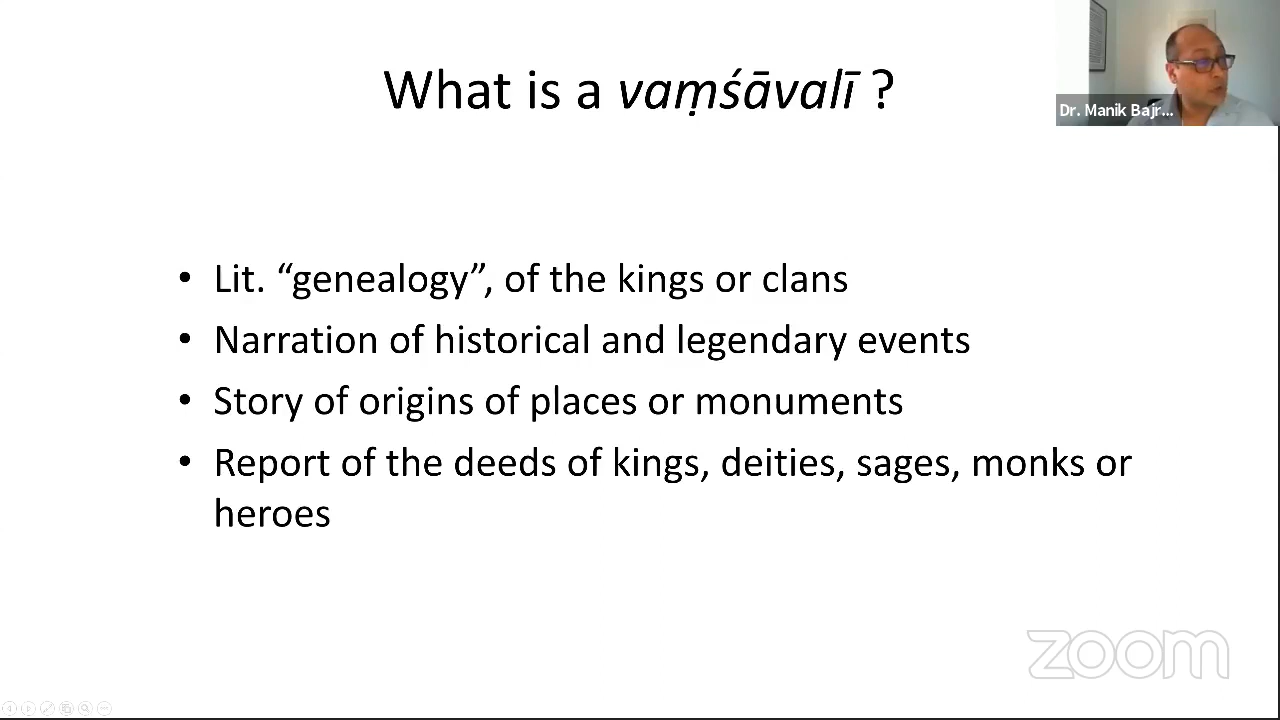 What is a vaṃśāvalī ?
Dr. Manik Bajr...
• Lit. “genealogy”, of the kings or clans
• Narration of historical and legendary events
• Story of origins of places or monuments
• Report of the deeds of kings, deities, sages, monks or
heroes
zoom